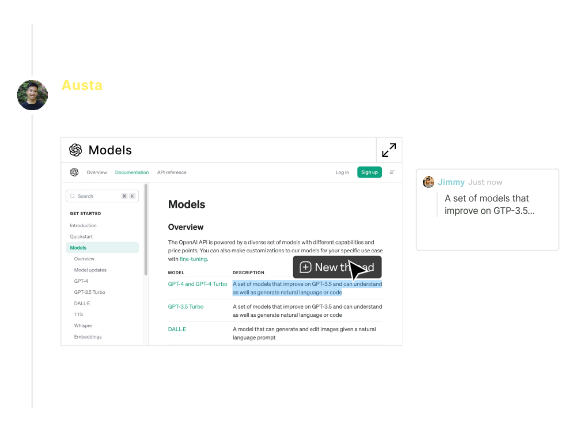 Austa
Models
Overview Documentation API reference Log in Sign up
Search ⌘ K
GET STARTED
Introduction
Quickstart
Models
Overview
Model updates
GPT-4
GPT-3.5 Turbo
DALL·E
TTS
Whisper
Embeddings
Models
Overview
The OpenAI API is powered by a diverse set of models with different capabilities and
price points. You can also make customizations to our models for your specific use case
with fine-tuning.
MODEL DESCRIPTION
New thread
GPT-4 and GPT-4 Turbo A set of models that improve on GPT-3.5 and can understand
as well as generate natural language or code
GPT-3.5 Turbo A set of models that improve on GPT-3.5 and can understand
as well as generate natural language or code
DALL·E A model that can generate and edit images given a natural
language prompt
Jimmy Just now
A set of models that
improve on GTP-3.5...